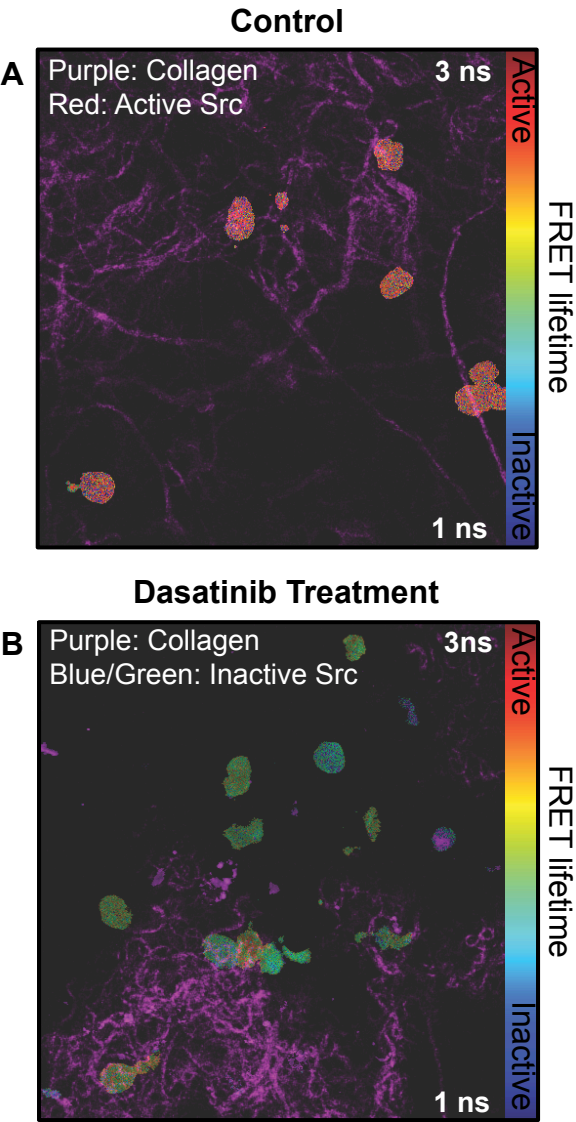 Control
A
Purple: Collagen
Red: Active Src
3 ns
Active
FRET lifetime
Inactive
1 ns
Dasatinib Treatment
B
Purple: Collagen
Blue/Green: Inactive Src
3ns
Active
FRET lifetime
Inactive
1 ns